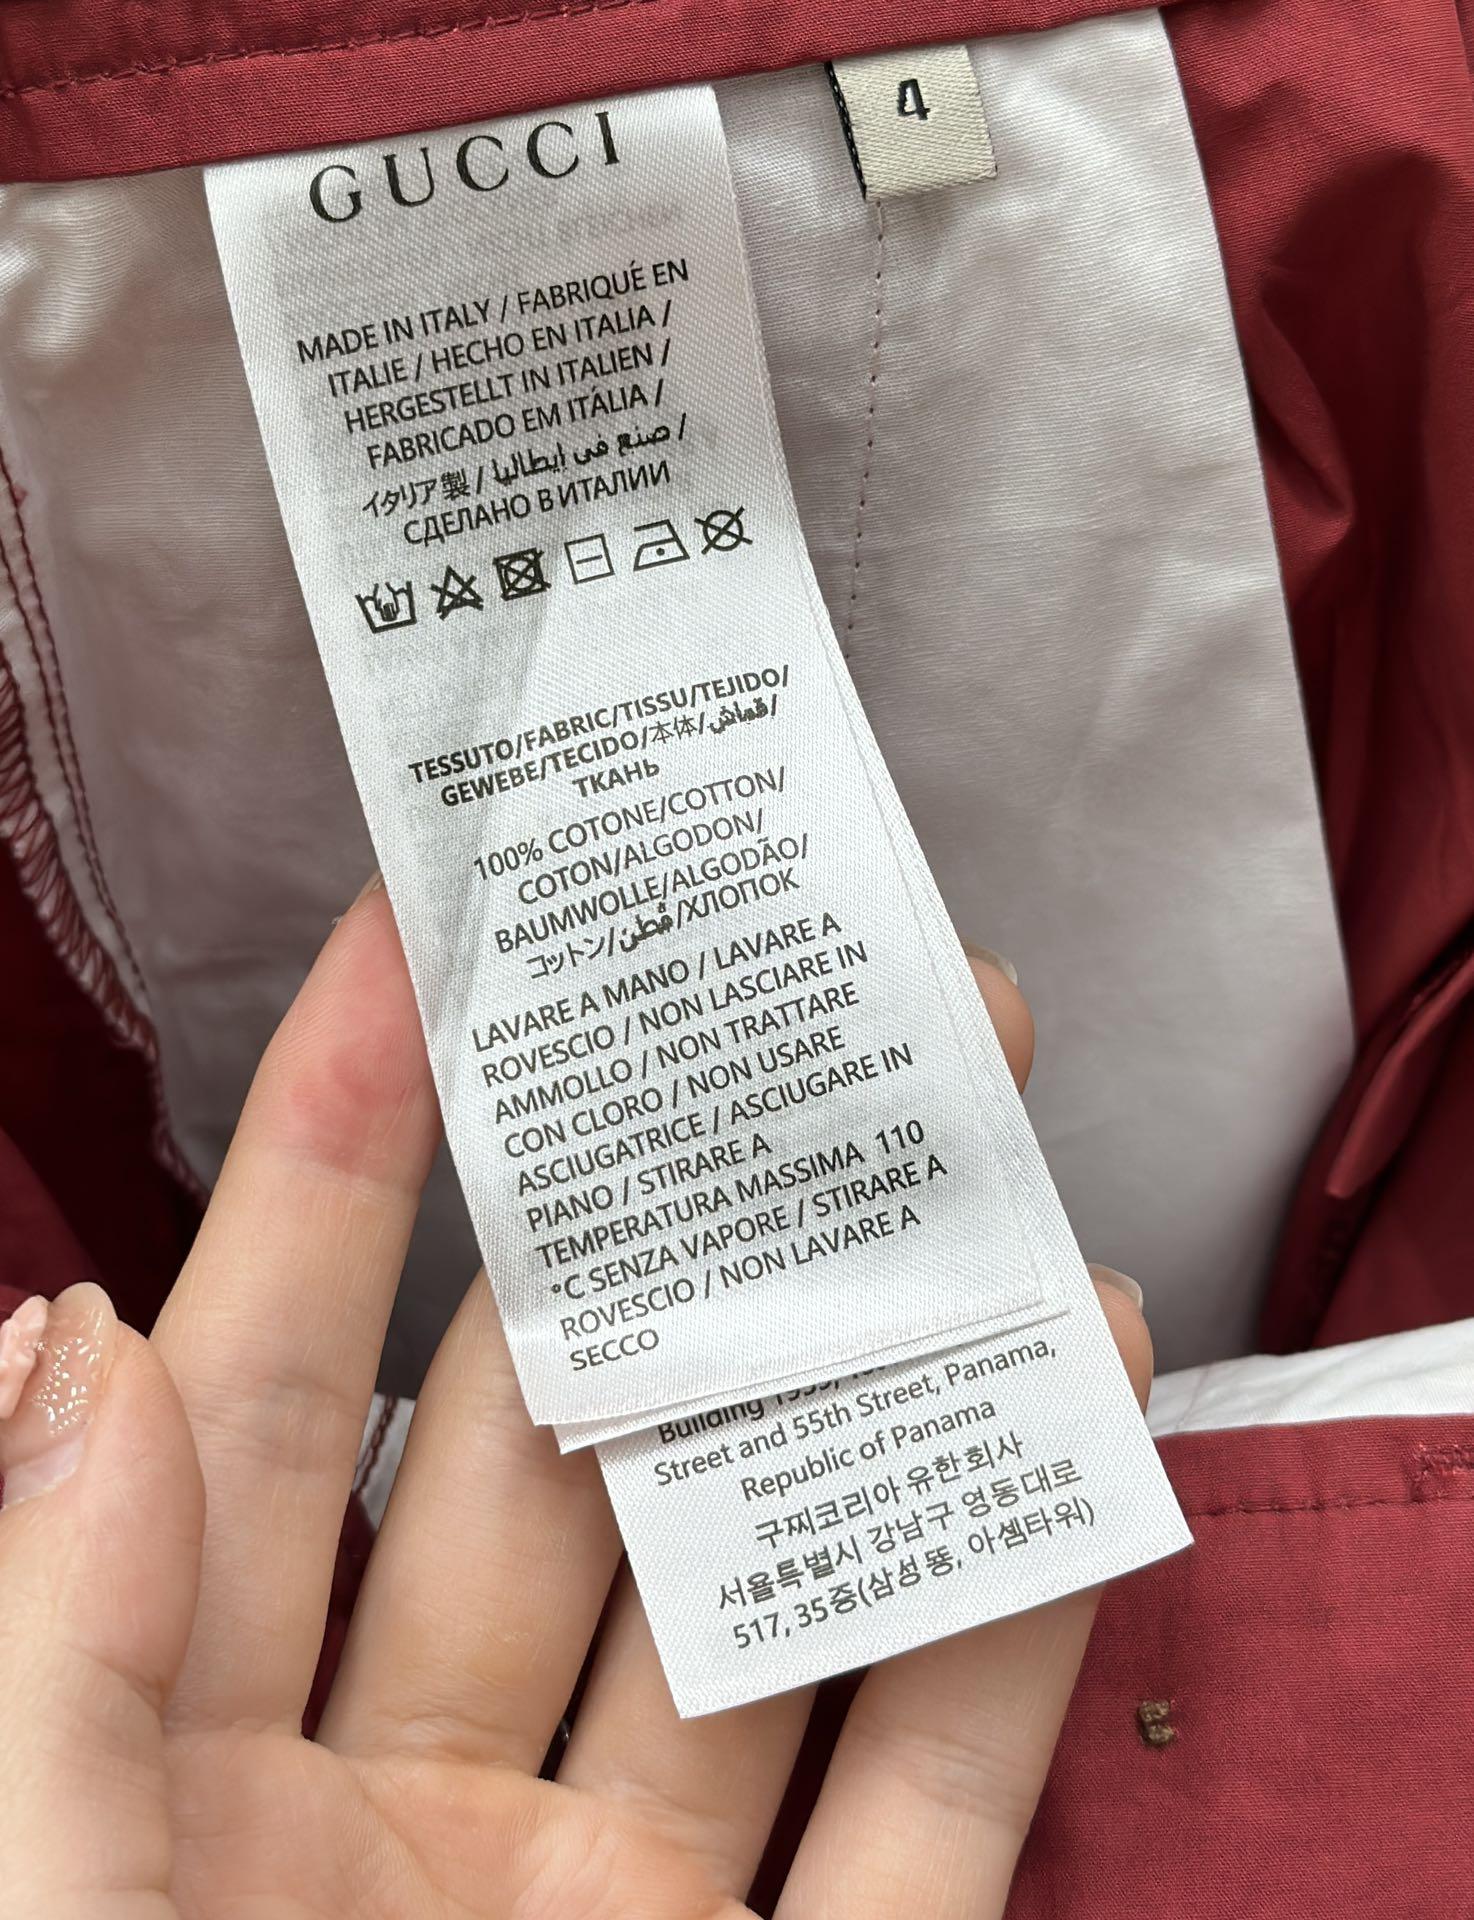 GUCCI
4
MADE IN ITALY / FABRIQUÉ EN
ITALIE / HECHO EN ITALIA /
HERGESTELLT IN ITALIEN /
FABRICADO EM ITÁLIA /
イタリア製 / صنع في إيطاليا /
СДЕЛАНО В ИТАЛИИ
TESSUTO/FABRIC/TISSU/TEJIDO/
GEWEBE/TECIDO/本体/قماش/
ТКАНЬ
100% COTONE/COTTON/
COTON/ALGODON/
BAUMWOLLE/ALGODÃO/
コットン/قُطن/ХЛОПОК
LAVARE A MANO / LAVARE A
ROVESCIO / NON LASCIARE IN
AMMOLLO / NON TRATTARE
CON CLORO / NON USARE
ASCIUGATRICE / ASCIUGARE IN
PIANO / STIRARE A
TEMPERATURA MASSIMA 110
°C SENZA VAPORE / STIRARE A
ROVESCIO / NON LAVARE A
SECCO
Building
Street and 55th Street, Panama,
Republic of Panama
구찌코리아 유한회사
서울특별시 강남구 영동대로
517, 35증(삼성똥, 아셈타워)